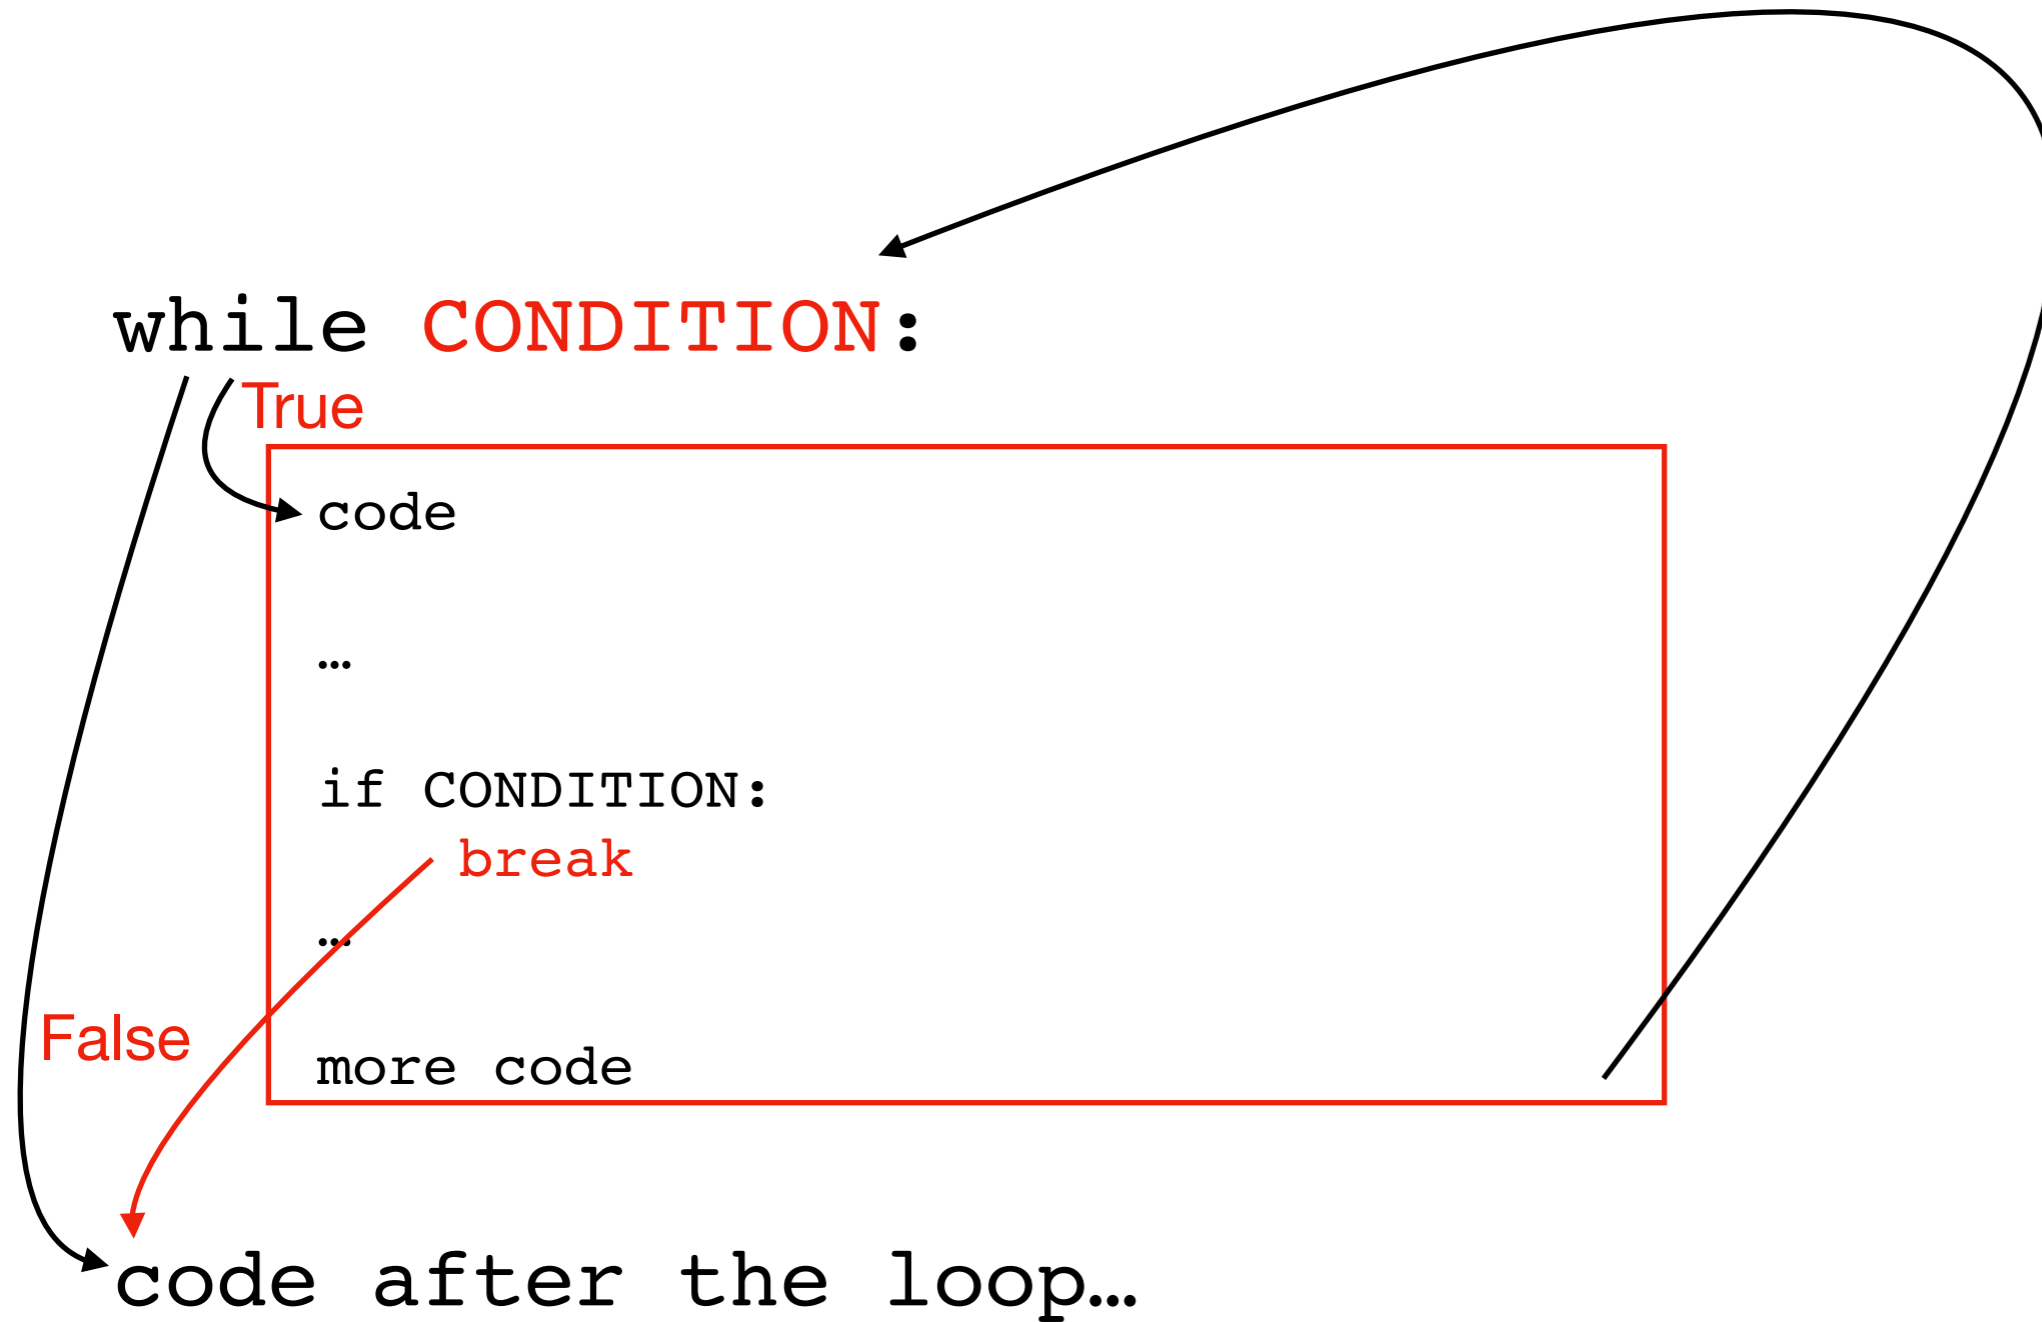 while CONDITION:
True
code
…
if CONDITION:
break
…
False
more code
code after the loop…